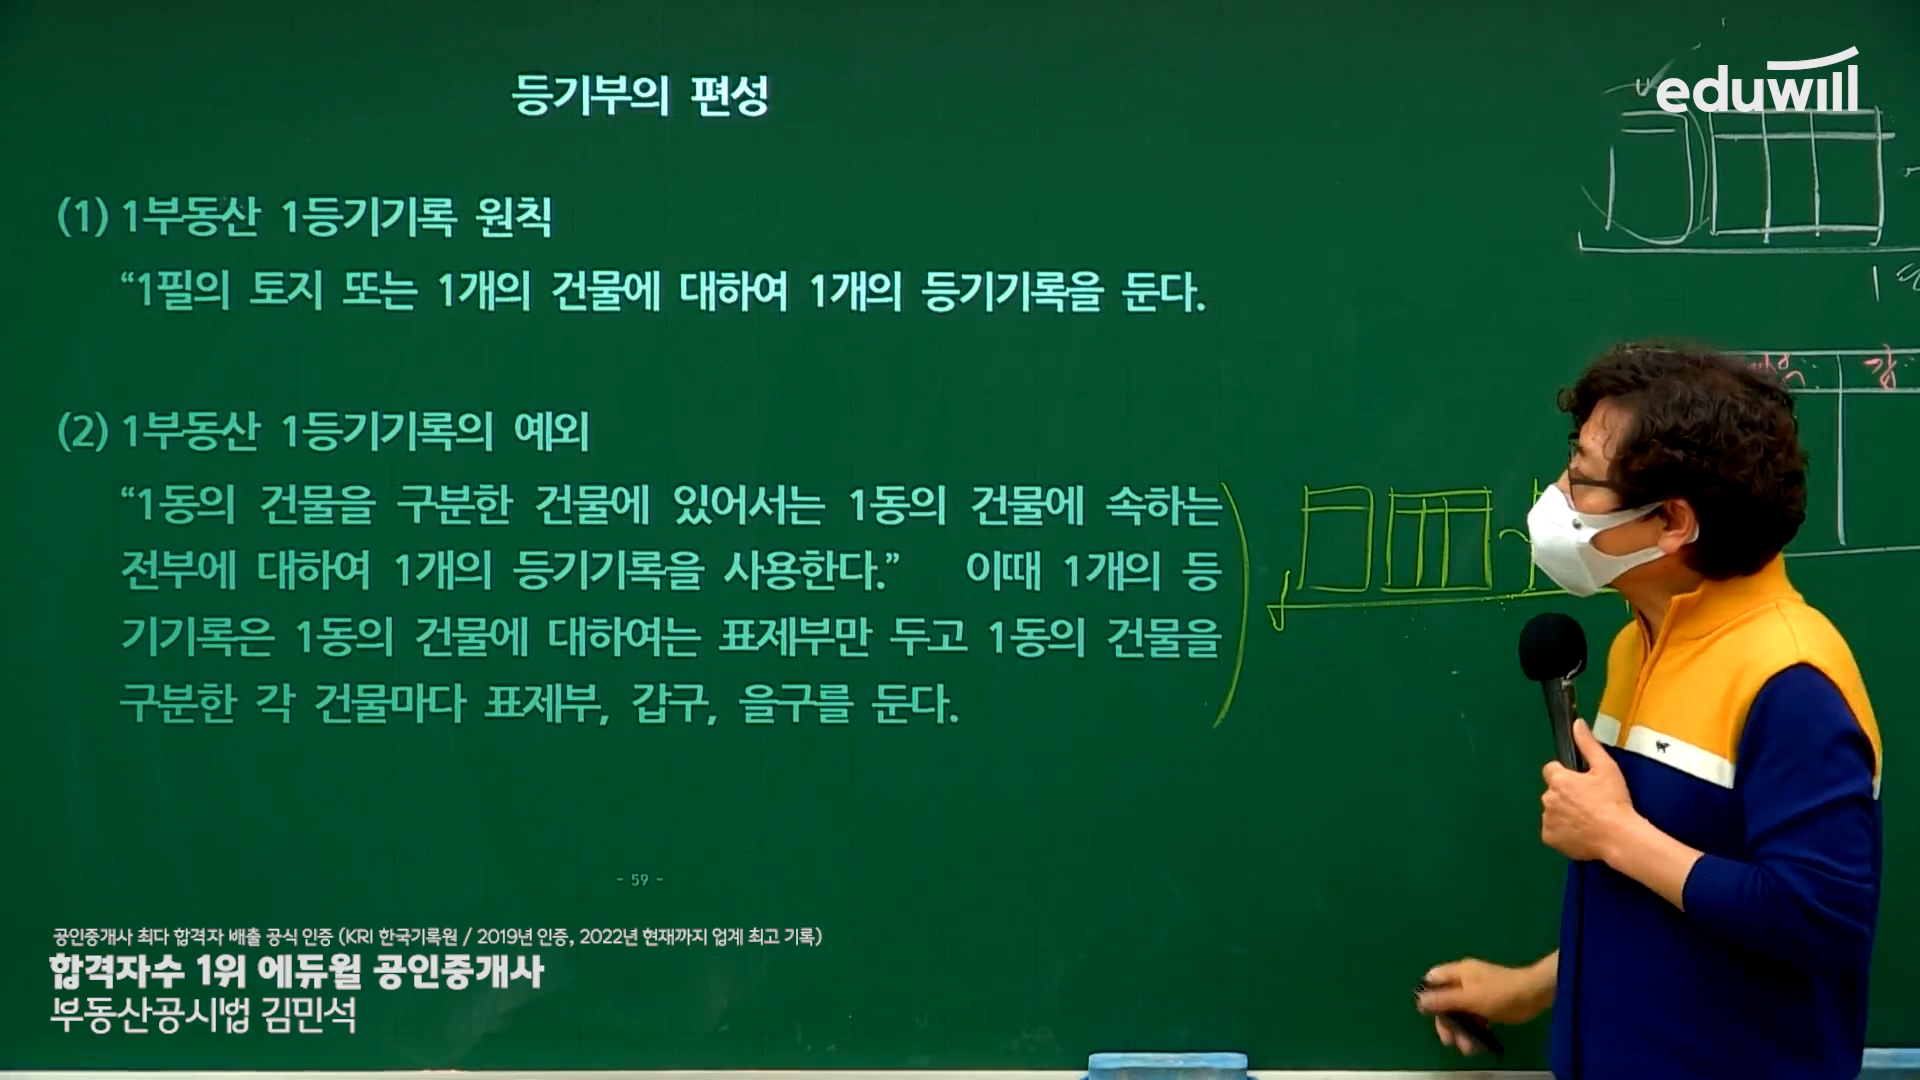 eduwill
등기부의 편성
(1) 1부동산 1등기기록 원칙
“1필의 토지 또는 1개의 건물에 대하여 1개의 등기기록을 둔다.
(2) 1부동산 1등기기록의 예외
“1동의 건물을 구분한 건물에 있어서는 1동의 건물에 속하는
전부에 대하여 1개의 등기기록을 사용한다.” 이때 1개의 등
기기록은 1동의 건물에 대하여는 표제부만 두고 1동의 건물을
구분한 각 건물마다 표제부, 갑구, 을구를 둔다.
- 59 -
공인중개사 최다 합격자 배출 공식 인증 (KRI 한국기록원 / 2019년 인증, 2022년 현재까지 업계 최고 기록)
합격자수 1위 에듀윌 공인중개사
부동산공시법 김민석